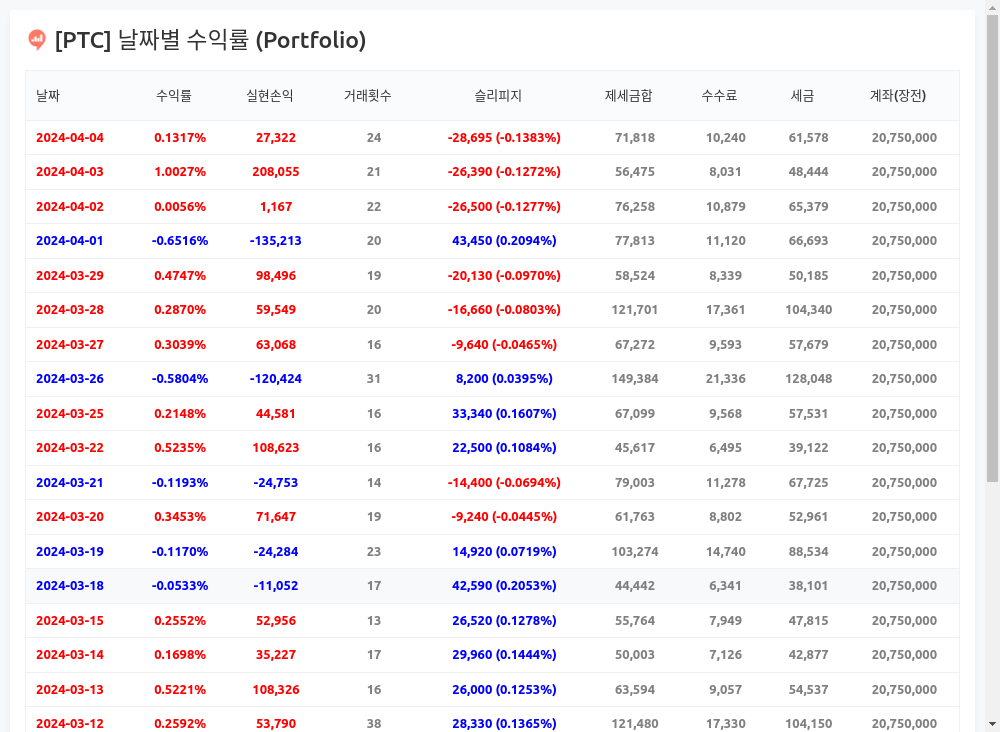 [PTC] 날짜별 수익률 (Portfolio)
날짜 수익률 실현손익 거래횟수 슬리피지 제세금합 수수료 세금 계좌(장전)
2024-04-04 0.1317% 27,322 24 -28,695 (-0.1383%) 71,818 10,240 61,578 20,750,000
2024-04-03 1.0027% 208,055 21 -26,390 (-0.1272%) 56,475 8,031 48,444 20,750,000
2024-04-02 0.0056% 1,167 22 -26,500 (-0.1277%) 76,258 10,879 65,379 20,750,000
2024-04-01 -0.6516% -135,213 20 43,450 (0.2094%) 77,813 11,120 66,693 20,750,000
2024-03-29 0.4747% 98,496 19 -20,130 (-0.0970%) 58,524 8,339 50,185 20,750,000
2024-03-28 0.2870% 59,549 20 -16,660 (-0.0803%) 121,701 17,361 104,340 20,750,000
2024-03-27 0.3039% 63,068 16 -9,640 (-0.0465%) 67,272 9,593 57,679 20,750,000
2024-03-26 -0.5804% -120,424 31 8,200 (0.0395%) 149,384 21,336 128,048 20,750,000
2024-03-25 0.2148% 44,581 16 33,340 (0.1607%) 67,099 9,568 57,531 20,750,000
2024-03-22 0.5235% 108,623 16 22,500 (0.1084%) 45,617 6,495 39,122 20,750,000
2024-03-21 -0.1193% -24,753 14 -14,400 (-0.0694%) 79,003 11,278 67,725 20,750,000
2024-03-20 0.3453% 71,647 19 -9,240 (-0.0445%) 61,763 8,802 52,961 20,750,000
2024-03-19 -0.1170% -24,284 23 14,920 (0.0719%) 103,274 14,740 88,534 20,750,000
2024-03-18 -0.0533% -11,052 17 42,590 (0.2053%) 44,442 6,341 38,101 20,750,000
2024-03-15 0.2552% 52,956 13 26,520 (0.1278%) 55,764 7,949 47,815 20,750,000
2024-03-14 0.1698% 35,227 17 29,960 (0.1444%) 50,003 7,126 42,877 20,750,000
2024-03-13 0.5221% 108,326 16 26,000 (0.1253%) 63,594 9,057 54,537 20,750,000
2024-03-12 0.2592% 53,790 38 28,330 (0.1365%) 121,480 17,330 104,150 20,750,000